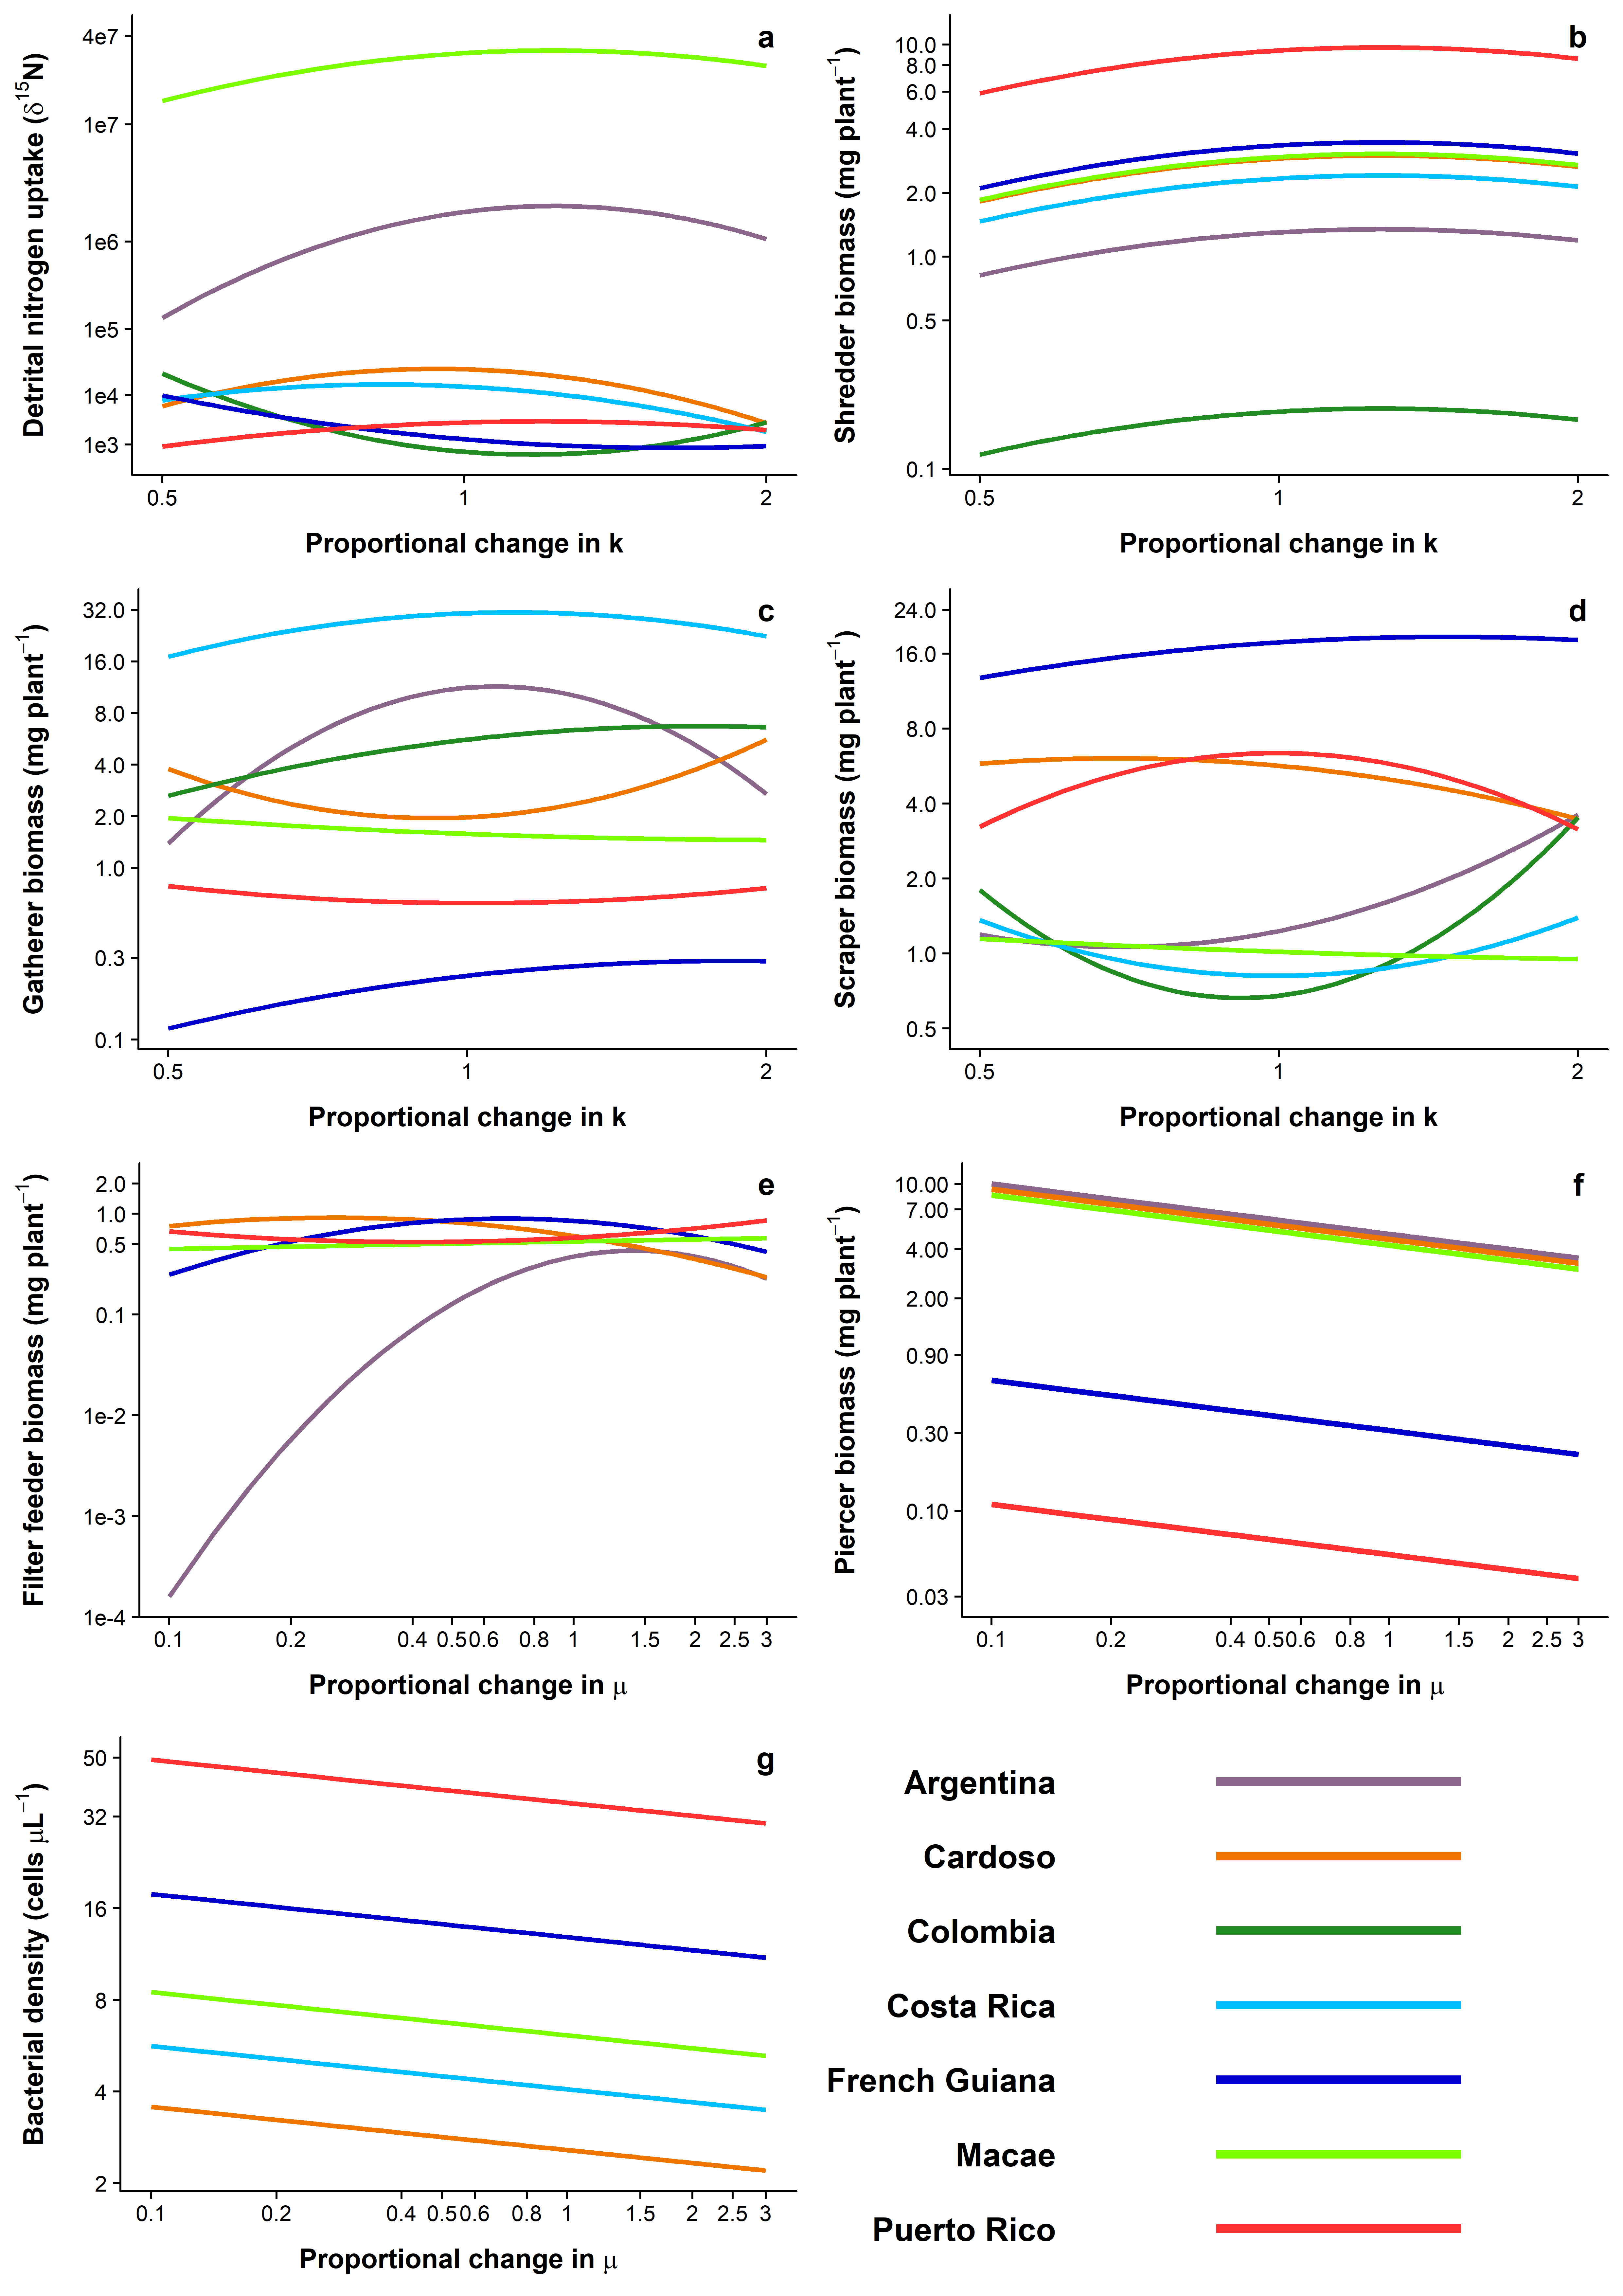 a
Detrital nitrogen uptake (δ¹⁵N)
4e7
1e7
1e6
1e5
1e4
1e3
0.5 1 2
Proportional change in k
b
Shredder biomass (mg plant⁻¹)
10.0
8.0
6.0
4.0
2.0
1.0
0.5
0.1
0.5 1 2
Proportional change in k
c
Gatherer biomass (mg plant⁻¹)
32.0
16.0
8.0
4.0
2.0
1.0
0.3
0.1
0.5 1 2
Proportional change in k
d
Scraper biomass (mg plant⁻¹)
24.0
16.0
8.0
4.0
2.0
1.0
0.5
0.5 1 2
Proportional change in k
e
Filter feeder biomass (mg plant⁻¹)
2.0
1.0
0.5
0.1
1e-2
1e-3
1e-4
0.1 0.2 0.4 0.5 0.6 0.8 1 1.5 2 2.5 3
Proportional change in μ
f
Piercer biomass (mg plant⁻¹)
10.00
7.00
4.00
2.00
0.90
0.30
0.10
0.03
0.1 0.2 0.4 0.5 0.6 0.8 1 1.5 2 2.5 3
Proportional change in μ
g
Bacterial density (cells μL⁻¹)
50
32
16
8
4
2
0.1 0.2 0.4 0.5 0.6 0.8 1 1.5 2 2.5 3
Proportional change in μ
Argentina
Cardoso
Colombia
Costa Rica
French Guiana
Macae
Puerto Rico